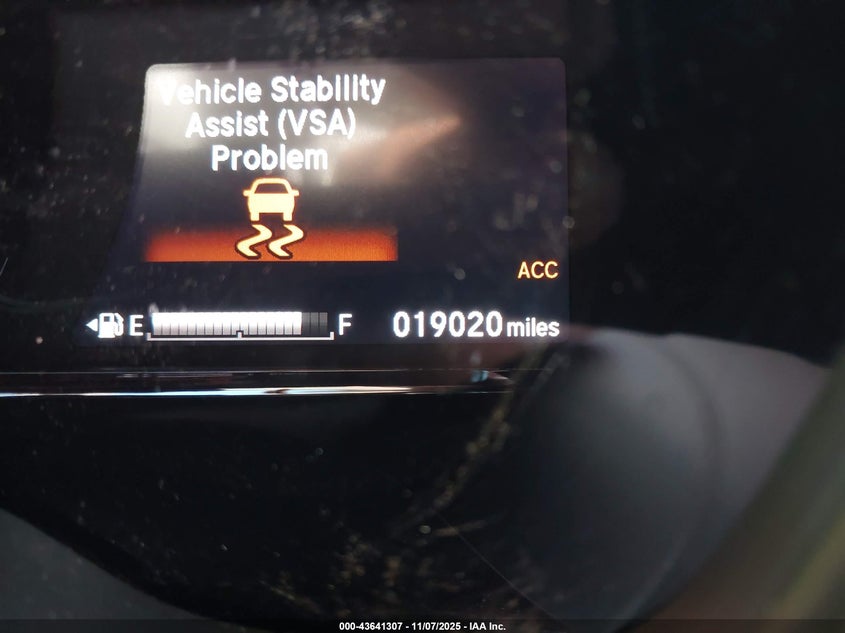 Vehicle Stability
Assist (VSA)
Problem
ACC
E F 019020 miles
000-43641307 - 11/07/2025 - IAA Inc.